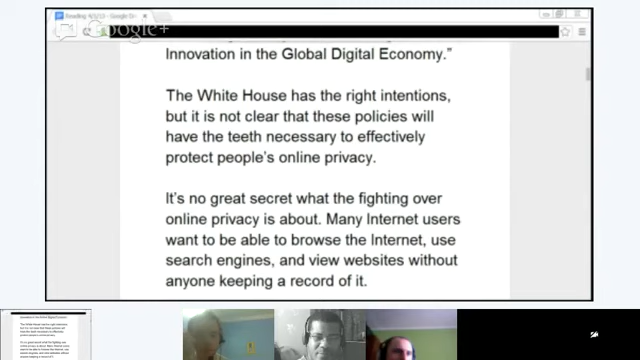 Google+
Innovation in the Global Digital Economy."
The White House has the right intentions,
but it is not clear that these policies will
have the teeth necessary to effectively
protect people's online privacy.
It's no great secret what the fighting over
online privacy is about. Many Internet users
want to be able to browse the Internet, use
search engines, and view websites without
anyone keeping a record of it.